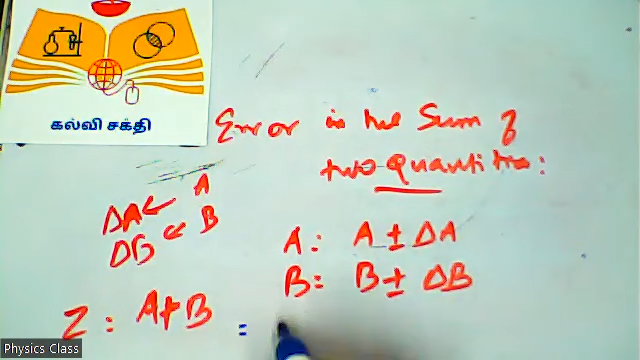 கல்வி சக்தி
Error in the Sum of
two Quantities:
ΔA ← A
ΔB ← B
A: A ± ΔA
B: B ± ΔB
Z : A + B =
Physics Class